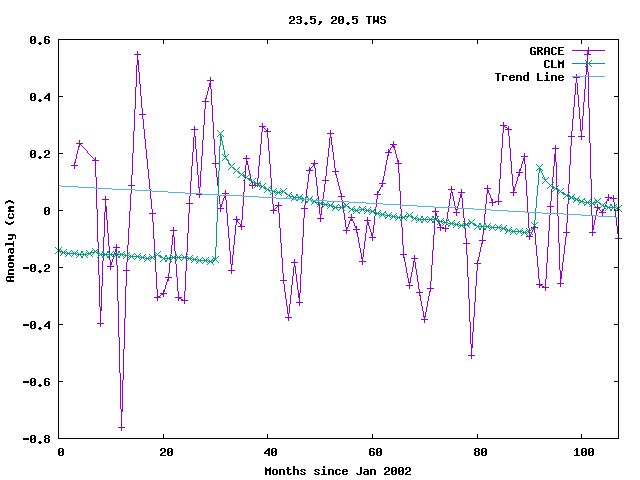 23.5, 20.5 TWS
GRACE
CLM
Trend Line
0.6
0.4
0.2
0
-0.2
-0.4
-0.6
-0.8
Anomaly (cm)
0 20 40 60 80 100
Months since Jan 2002